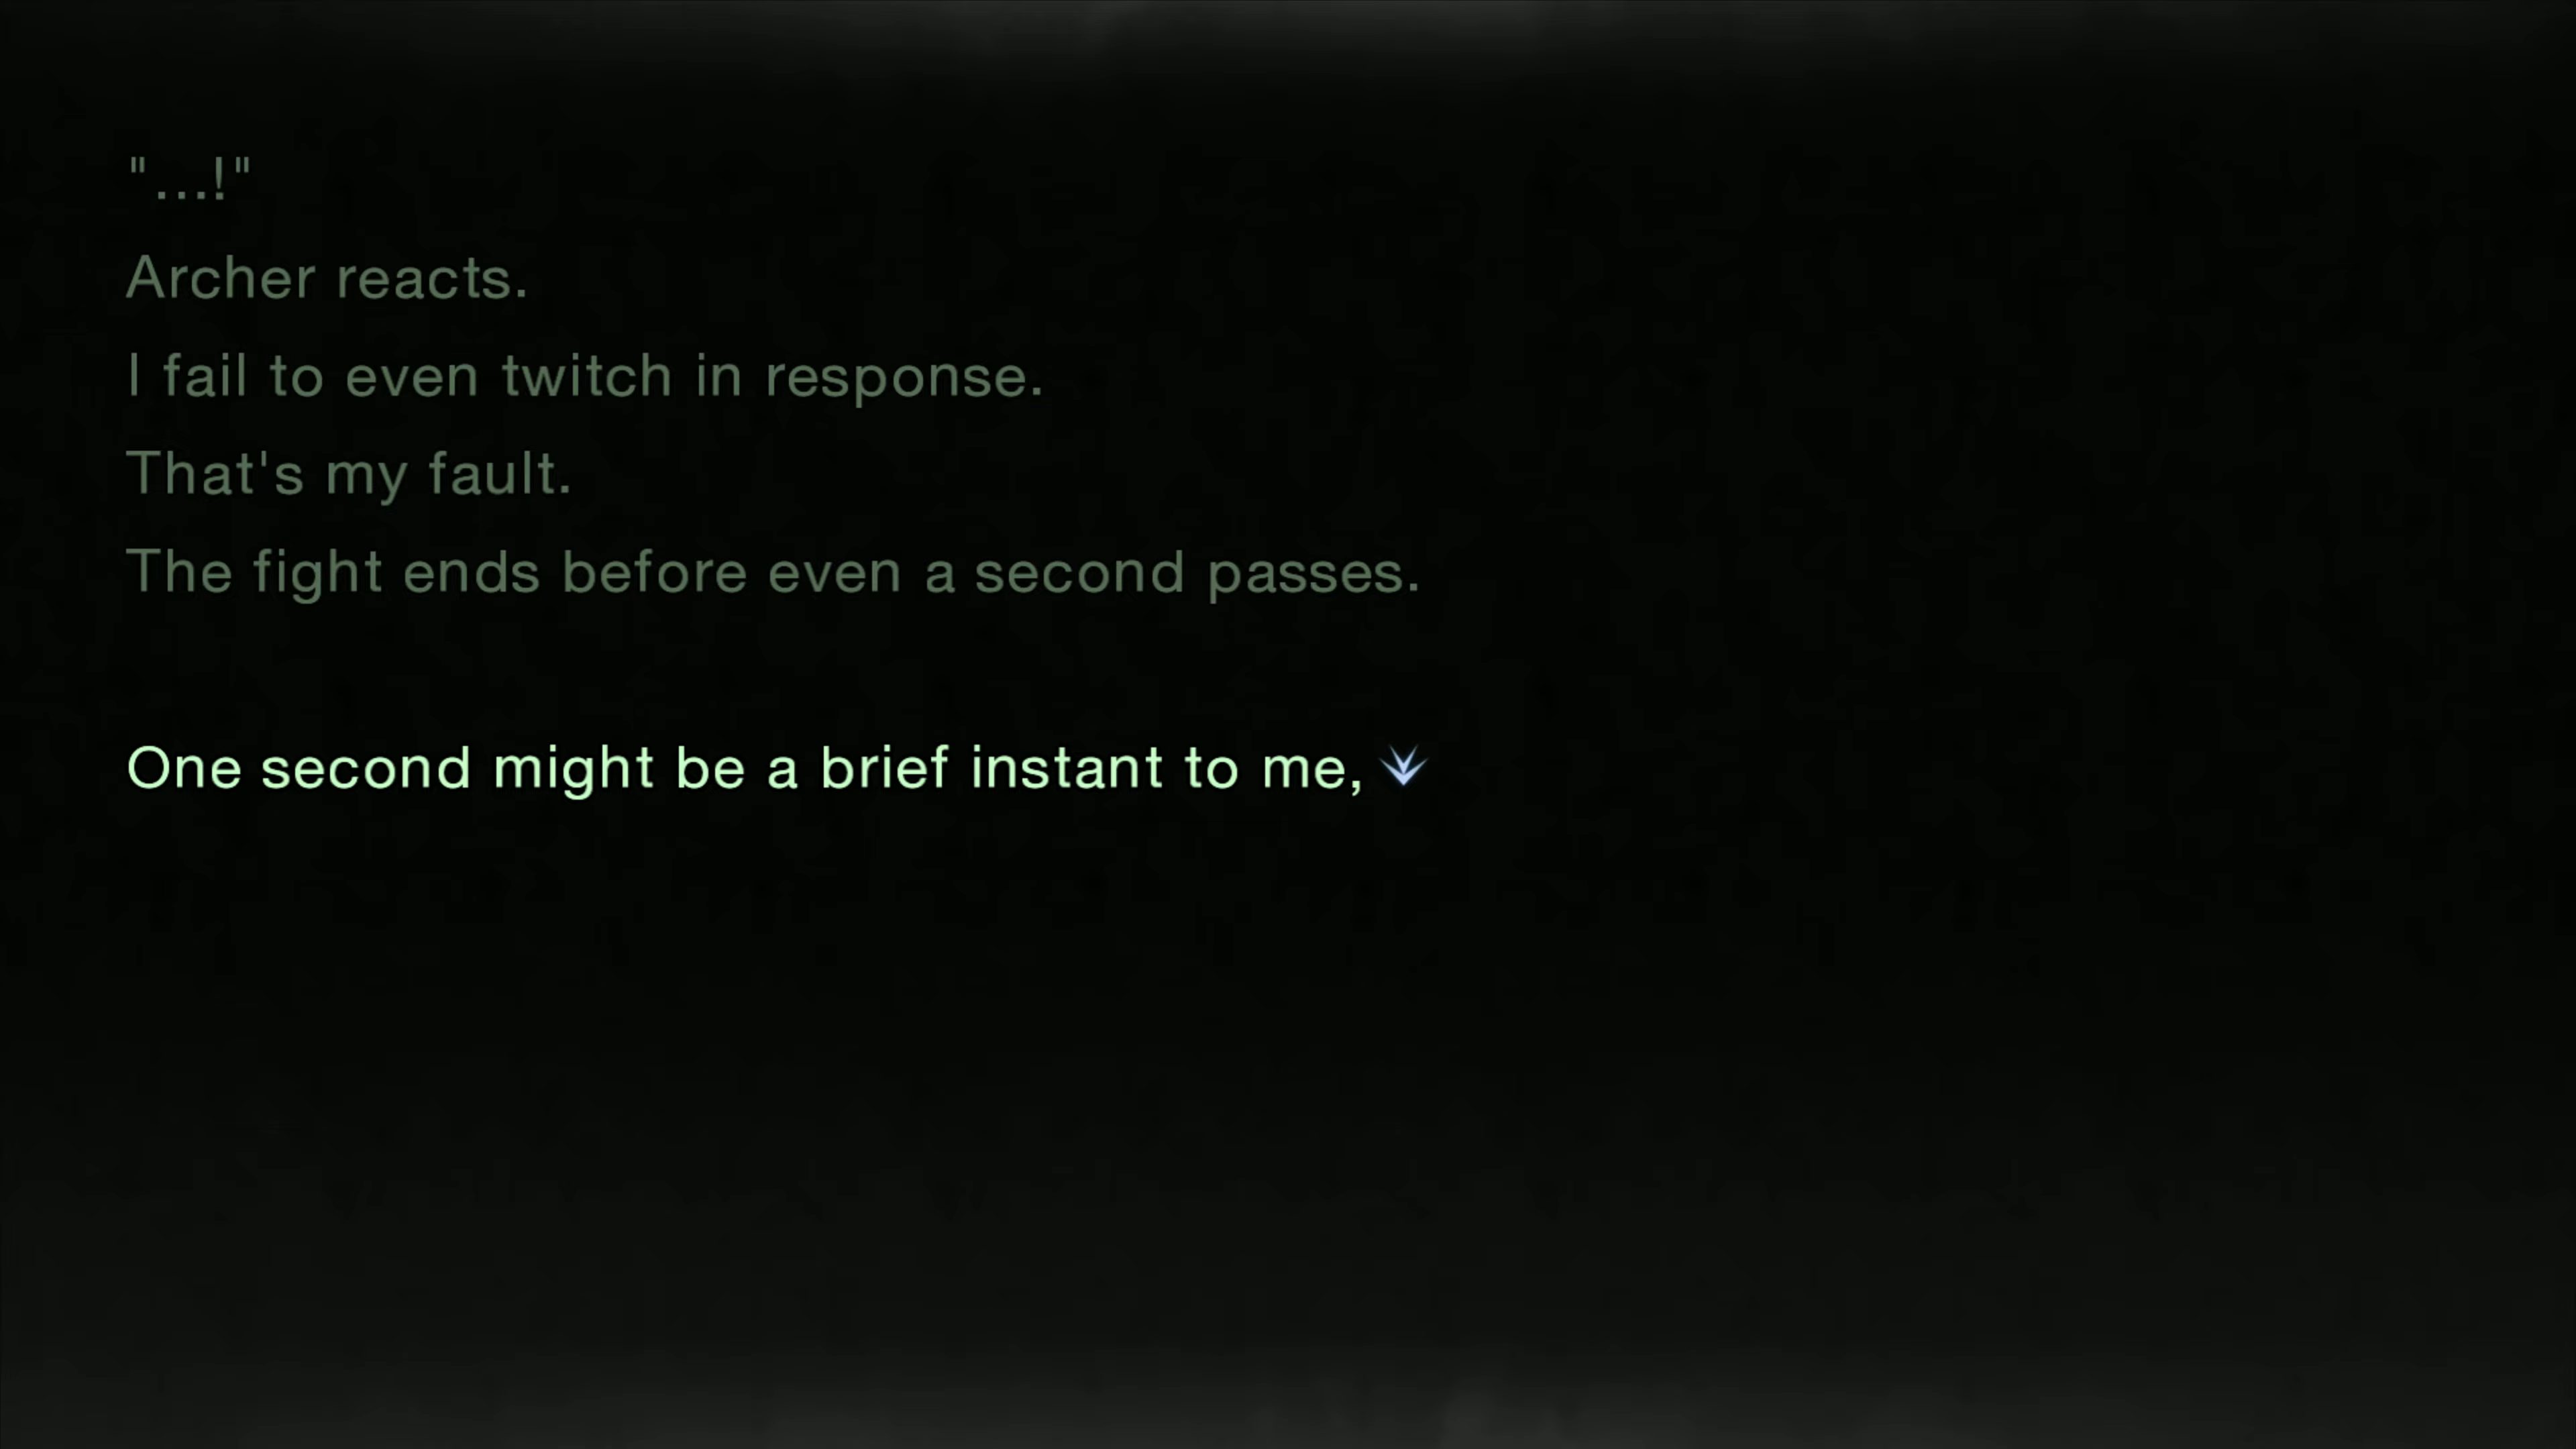 "...!"
Archer reacts.
I fail to even twitch in response.
That's my fault.
The fight ends before even a second passes.
One second might be a brief instant to me,